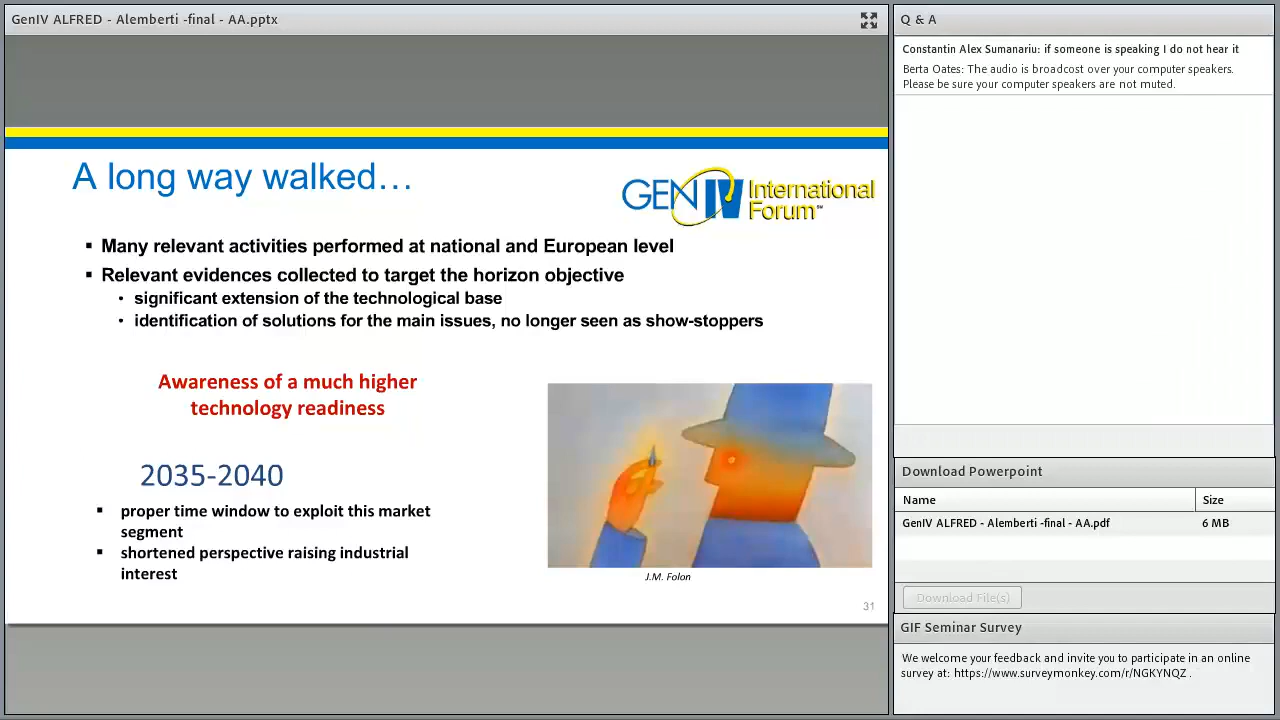 GenIV ALFRED - Alemberti -final - AA.pptx
A long way walked…
GEN IV International
Forum℠
▪ Many relevant activities performed at national and European level
▪ Relevant evidences collected to target the horizon objective
• significant extension of the technological base
• identification of solutions for the main issues, no longer seen as show-stoppers
Awareness of a much higher
technology readiness
2035-2040
▪ proper time window to exploit this market
segment
▪ shortened perspective raising industrial
interest
J.M. Folon
31
Q & A
Constantin Alex Sumanariu: if someone is speaking I do not hear it
Berta Oates: The audio is broadcast over your computer speakers.
Please be sure your computer speakers are not muted.
Download Powerpoint
Name Size
GenIV ALFRED - Alemberti -final - AA.pdf 6 MB
Download File(s)
GIF Seminar Survey
We welcome your feedback and invite you to participate in an online
survey at: https://www.surveymonkey.com/r/NGKYNQZ .